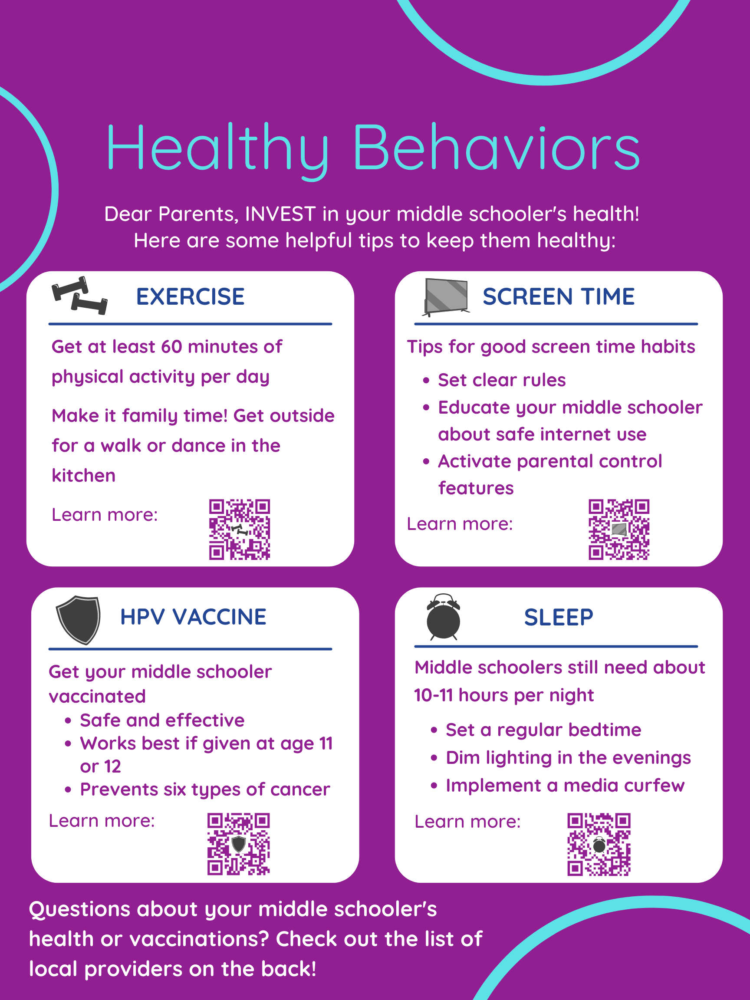 Healthy Behaviors
Dear Parents, INVEST in your middle schooler's health!
Here are some helpful tips to keep them healthy:
EXERCISE
Get at least 60 minutes of
physical activity per day
Make it family time! Get outside
for a walk or dance in the
kitchen
Learn more:
SCREEN TIME
Tips for good screen time habits
• Set clear rules
• Educate your middle schooler
about safe internet use
• Activate parental control
features
Learn more:
HPV VACCINE
Get your middle schooler
vaccinated
• Safe and effective
• Works best if given at age 11
or 12
• Prevents six types of cancer
Learn more:
SLEEP
Middle schoolers still need about
10-11 hours per night
• Set a regular bedtime
• Dim lighting in the evenings
• Implement a media curfew
Learn more:
Questions about your middle schooler's
health or vaccinations? Check out the list of
local providers on the back!